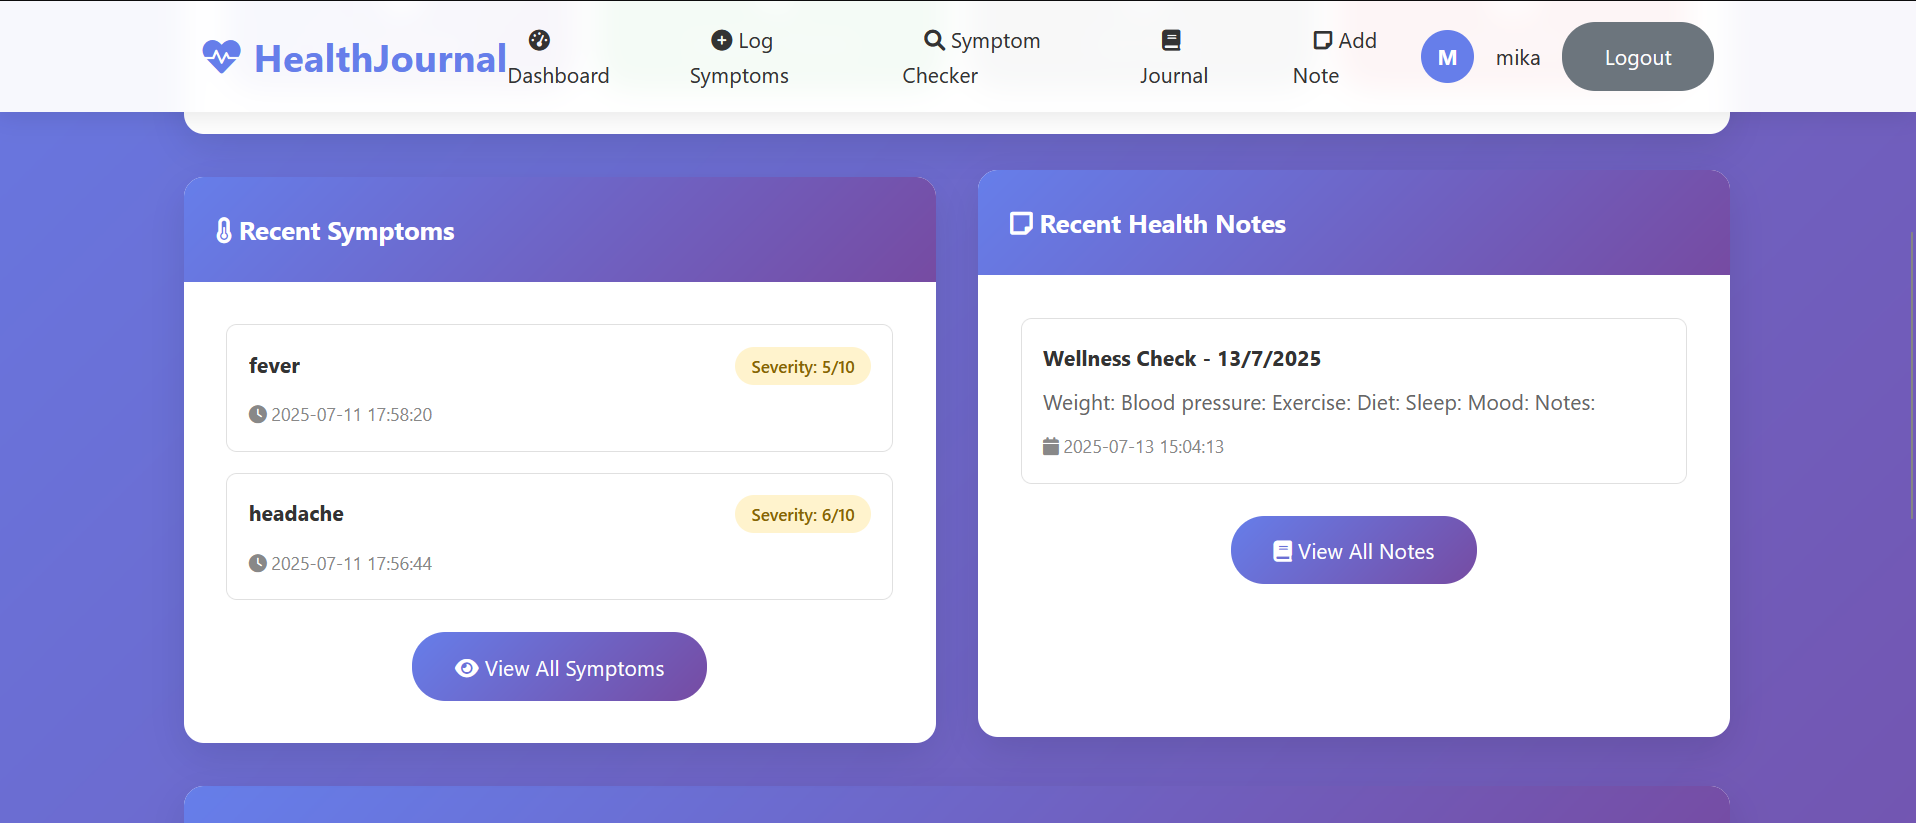 HealthJournal
Dashboard
Log
Symptoms
Symptom
Checker
Journal
Add
Note
M
mika
Logout
Recent Symptoms
fever
Severity: 5/10
2025-07-11 17:58:20
headache
Severity: 6/10
2025-07-11 17:56:44
View All Symptoms
Recent Health Notes
Wellness Check - 13/7/2025
Weight: Blood pressure: Exercise: Diet: Sleep: Mood: Notes:
2025-07-13 15:04:13
View All Notes